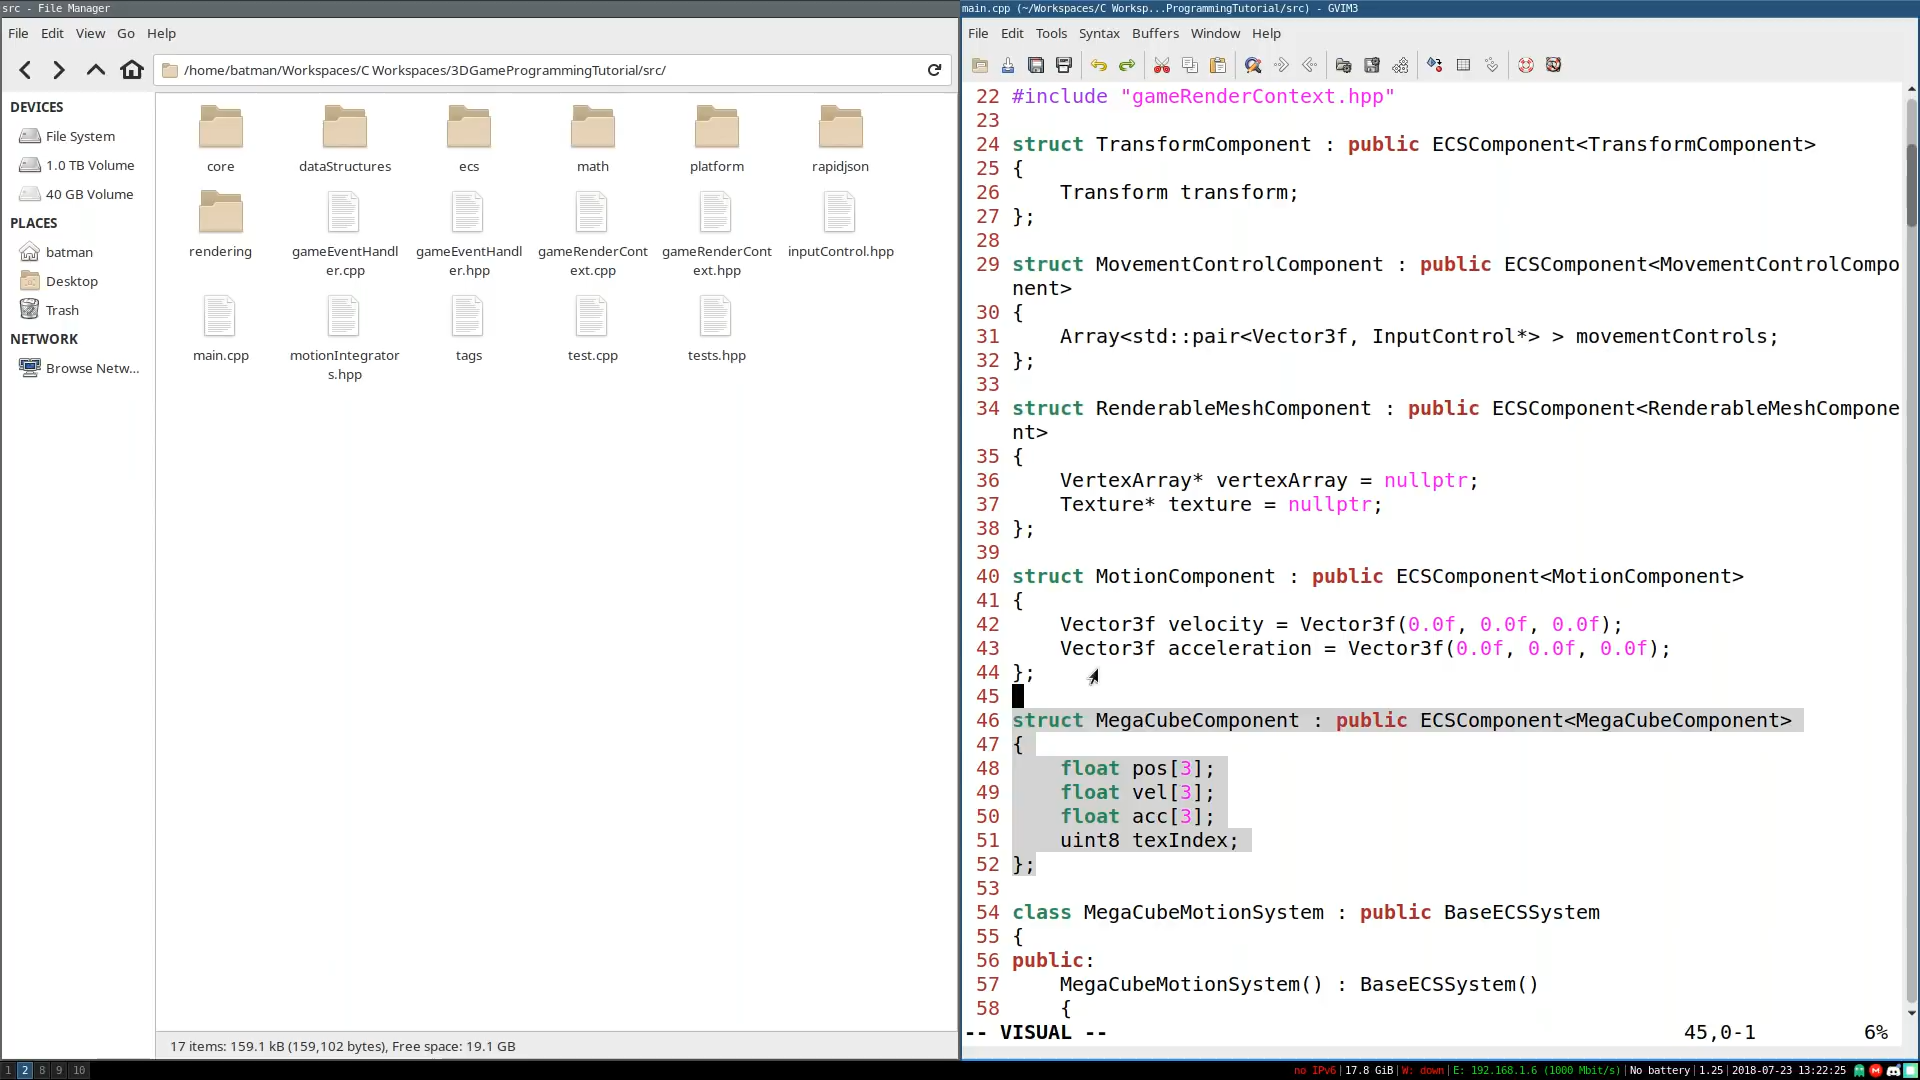 src - File Manager
File Edit View Go Help
/home/batman/Workspaces/C Workspaces/3DGameProgrammingTutorial/src/
DEVICES
File System
1.0 TB Volume
40 GB Volume
PLACES
batman
Desktop
Trash
NETWORK
Browse Netw...
core dataStructures ecs math platform rapidjson
rendering gameEventHandl gameEventHandl gameRenderCont gameRenderCont inputControl.hpp
er.cpp er.hpp ext.cpp ext.hpp
main.cpp motionIntegrator tags test.cpp tests.hpp
s.hpp
17 items: 159.1 kB (159,102 bytes), Free space: 19.1 GB
main.cpp (~/Workspaces/C Worksp...ProgrammingTutorial/src) - GVIM3
File Edit Tools Syntax Buffers Window Help
22 #include "gameRenderContext.hpp"
23
24 struct TransformComponent : public ECSComponent<TransformComponent>
25 {
26     Transform transform;
27 };
28
29 struct MovementControlComponent : public ECSComponent<MovementControlCompo
nent>
30 {
31     Array<std::pair<Vector3f, InputControl*> > movementControls;
32 };
33
34 struct RenderableMeshComponent : public ECSComponent<RenderableMeshCompone
nt>
35 {
36     VertexArray* vertexArray = nullptr;
37     Texture* texture = nullptr;
38 };
39
40 struct MotionComponent : public ECSComponent<MotionComponent>
41 {
42     Vector3f velocity = Vector3f(0.0f, 0.0f, 0.0f);
43     Vector3f acceleration = Vector3f(0.0f, 0.0f, 0.0f);
44 };
45
46 struct MegaCubeComponent : public ECSComponent<MegaCubeComponent>
47 {
48     float pos[3];
49     float vel[3];
50     float acc[3];
51     uint8 texIndex;
52 };
53
54 class MegaCubeMotionSystem : public BaseECSSystem
55 {
56 public:
57     MegaCubeMotionSystem() : BaseECSSystem()
58     {
-- VISUAL -- 45,0-1 6%
1 2 8 9 10
no IPv6|17.8 GiB|W: down|E: 192.168.1.6 (1000 Mbit/s)|No battery|1.25|2018-07-23 13:22:25